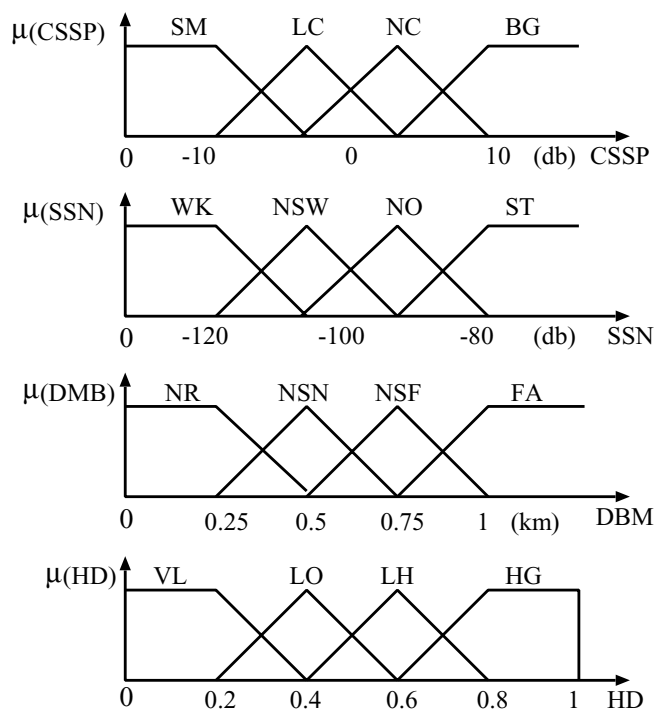 μ(CSSP) SM LC NC BG
0 -10 0 10 (db) CSSP
μ(SSN) WK NSW NO ST
0 -120 -100 -80 (db) SSN
μ(DMB) NR NSN NSF FA
0 0.25 0.5 0.75 1 (km) DBM
μ(HD) VL LO LH HG
0 0.2 0.4 0.6 0.8 1 HD